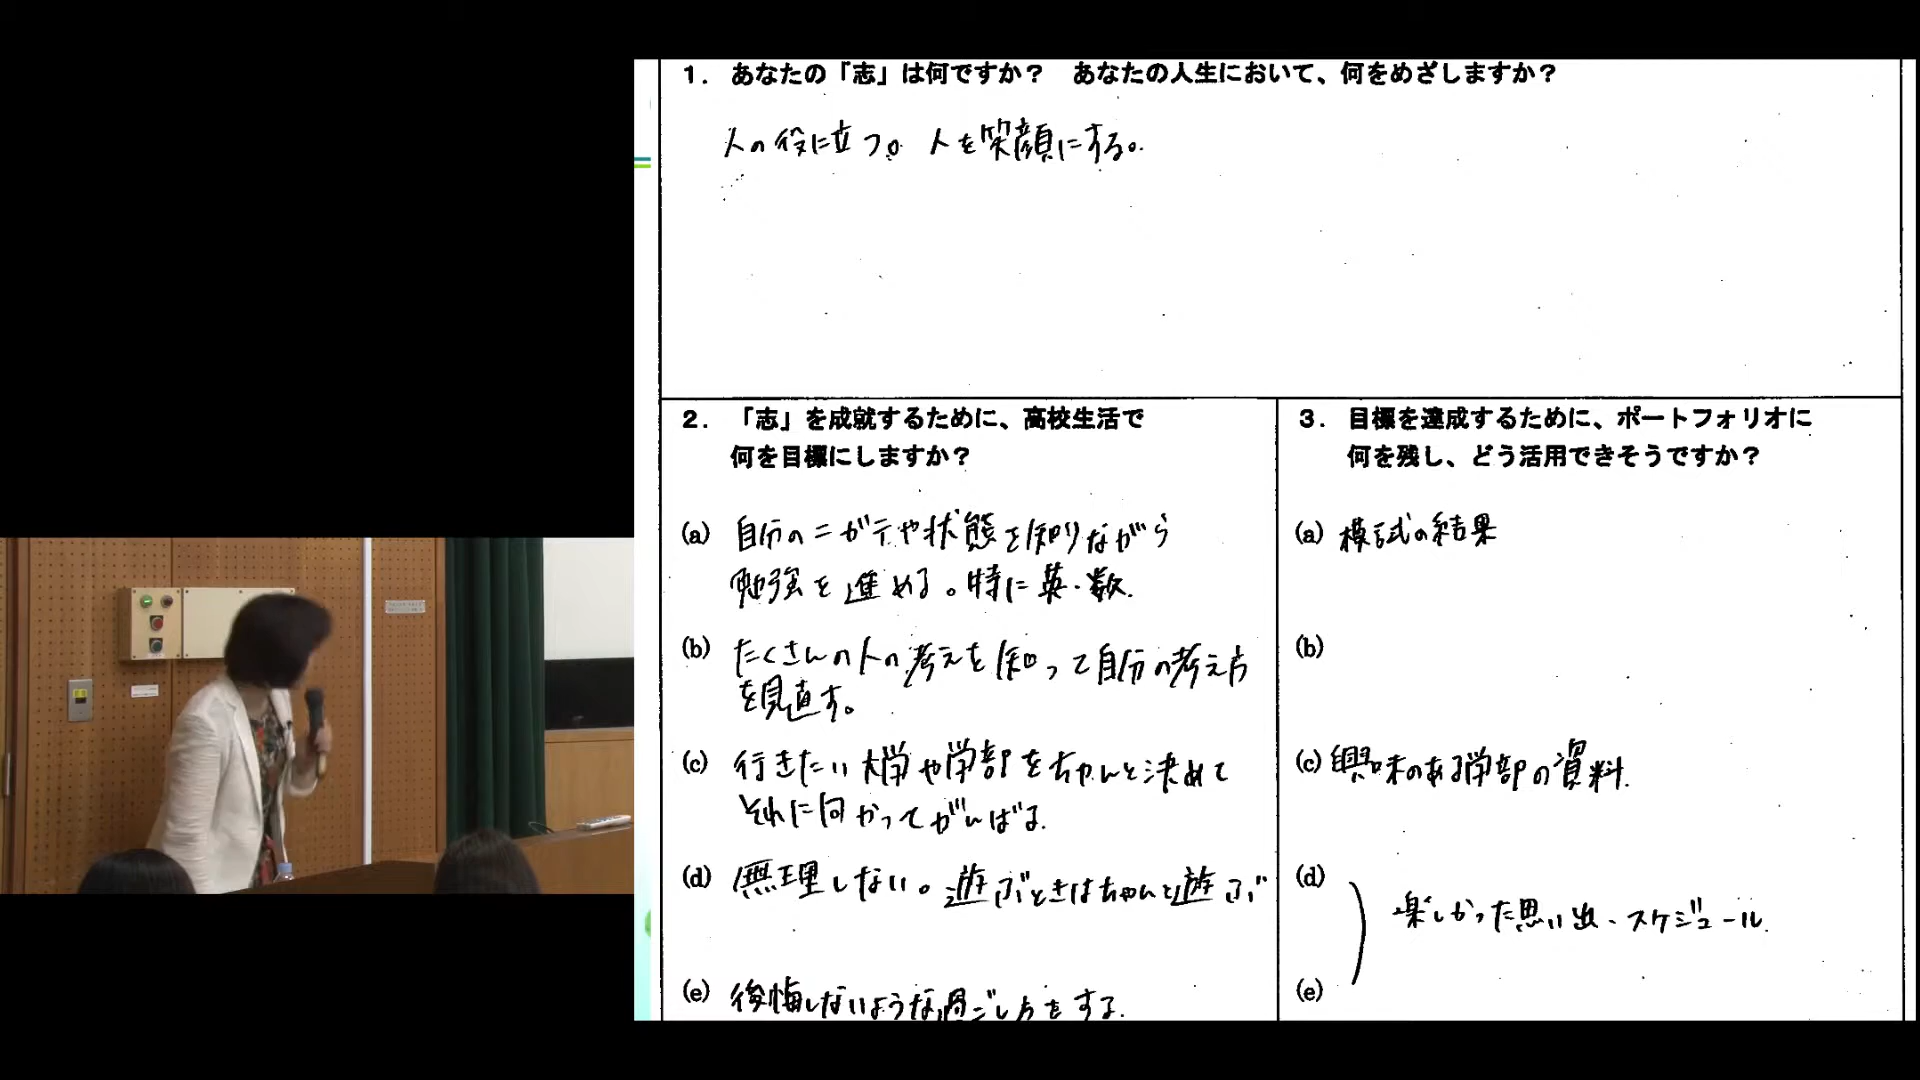 1. あなたの「志」は何ですか? あなたの人生において、何をめざしますか?
人の役に立つ。人を笑顔にする。
2. 「志」を成就するために、高校生活で
何を目標にしますか?
(a) 自分のニガテや状態を知りながら
勉強を進める。特に英・数.
(b) たくさんの人の考えを知って自分の考え方
を見直す。
(c) 行きたい大学や学部をちゃんと決めて
それに向かってがんばる.
(d) 無理しない。遊ぶときはちゃんと遊ぶ
(e) 後悔しないような過ごし方をする.
3. 目標を達成するために、ポートフォリオに
何を残し、どう活用できそうですか?
(a) 模試の結果
(b)
(c) 興味のある学部の資料.
(d)
楽しかった思い出、スケジュール.
(e)